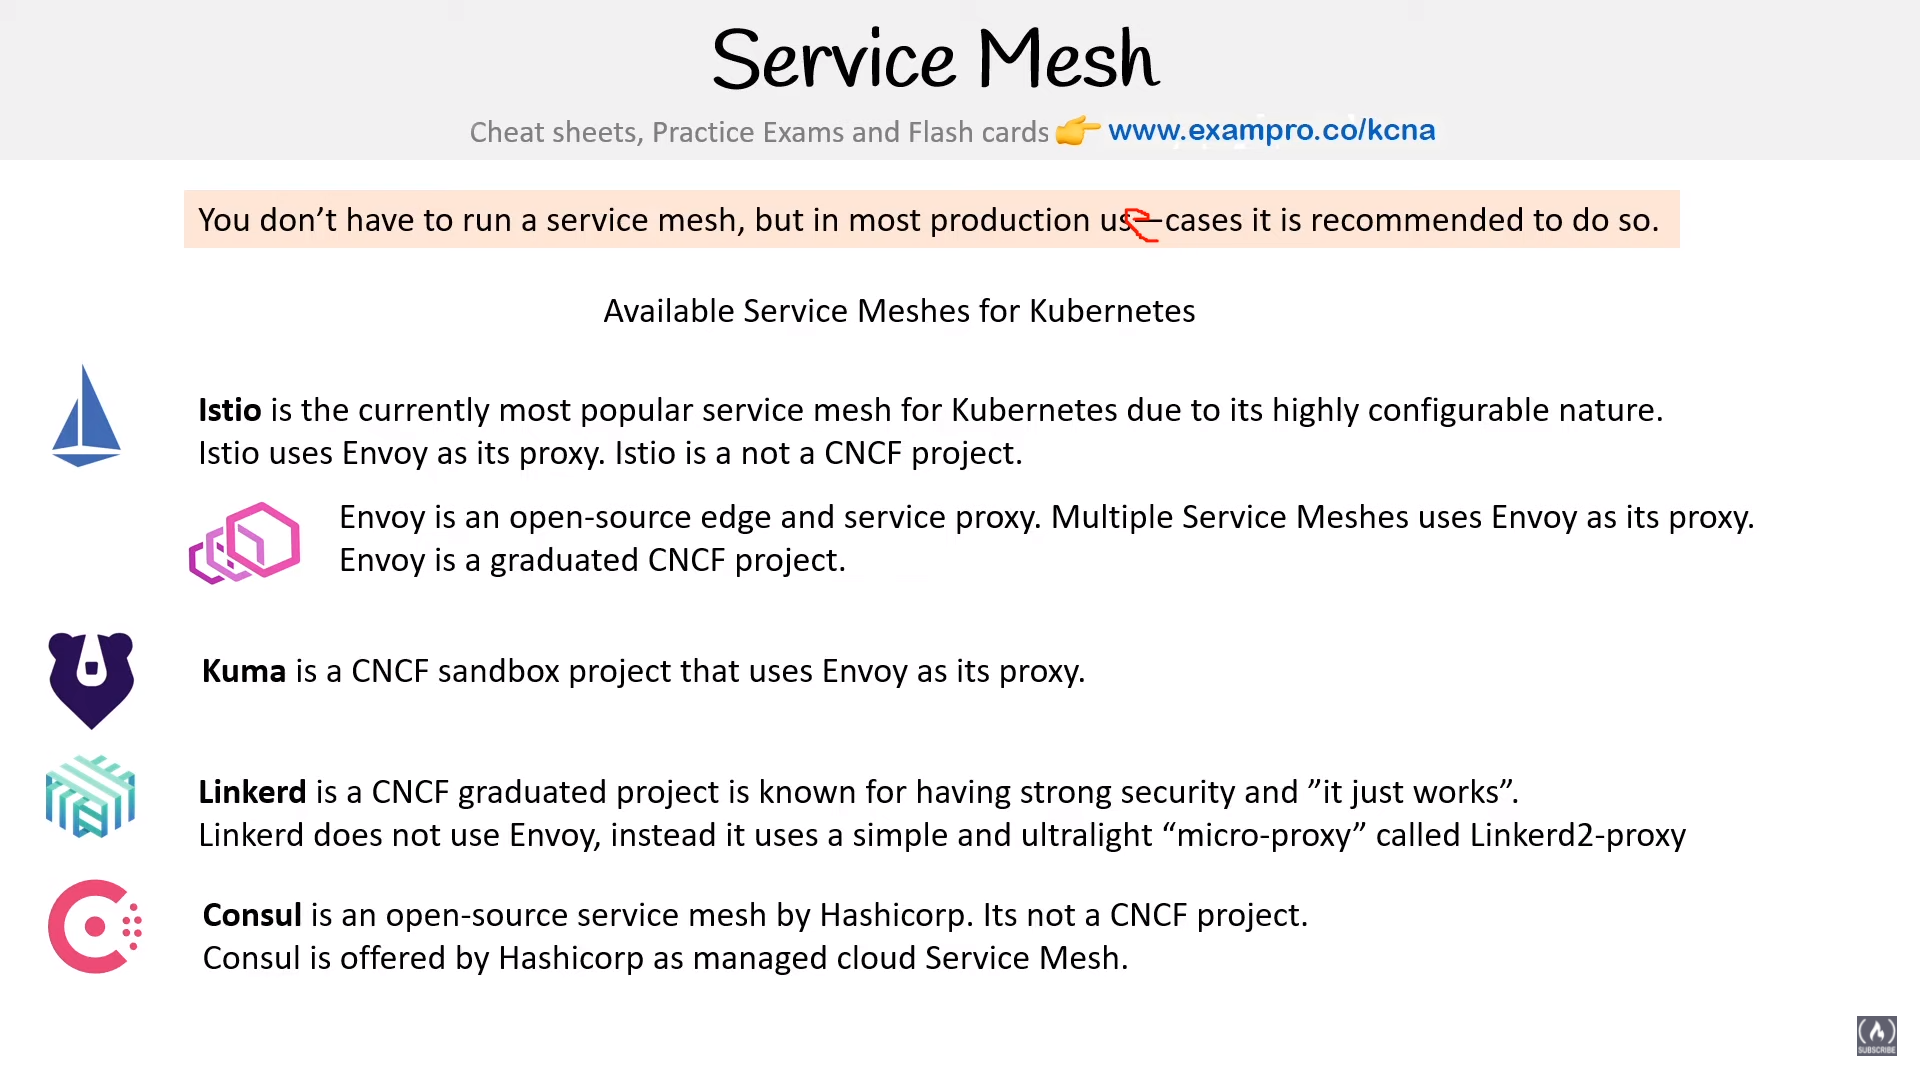 Service Mesh
Cheat sheets, Practice Exams and Flash cards 👉 www.exampro.co/kcna
You don’t have to run a service mesh, but in most production use—cases it is recommended to do so.
Available Service Meshes for Kubernetes
Istio is the currently most popular service mesh for Kubernetes due to its highly configurable nature.
Istio uses Envoy as its proxy. Istio is a not a CNCF project.
Envoy is an open-source edge and service proxy. Multiple Service Meshes uses Envoy as its proxy.
Envoy is a graduated CNCF project.
Kuma is a CNCF sandbox project that uses Envoy as its proxy.
Linkerd is a CNCF graduated project is known for having strong security and ”it just works”.
Linkerd does not use Envoy, instead it uses a simple and ultralight “micro-proxy” called Linkerd2-proxy
Consul is an open-source service mesh by Hashicorp. Its not a CNCF project.
Consul is offered by Hashicorp as managed cloud Service Mesh.
SUBSCRIBE